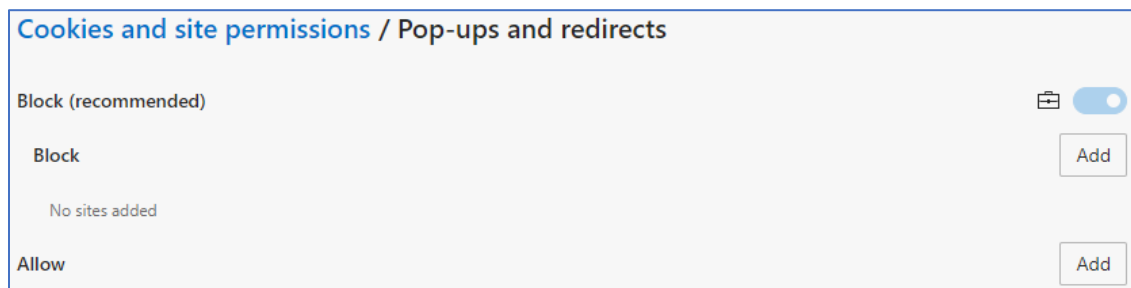 Cookies and site permissions / Pop-ups and redirects
Block (recommended)
Block
Add
No sites added
Allow
Add